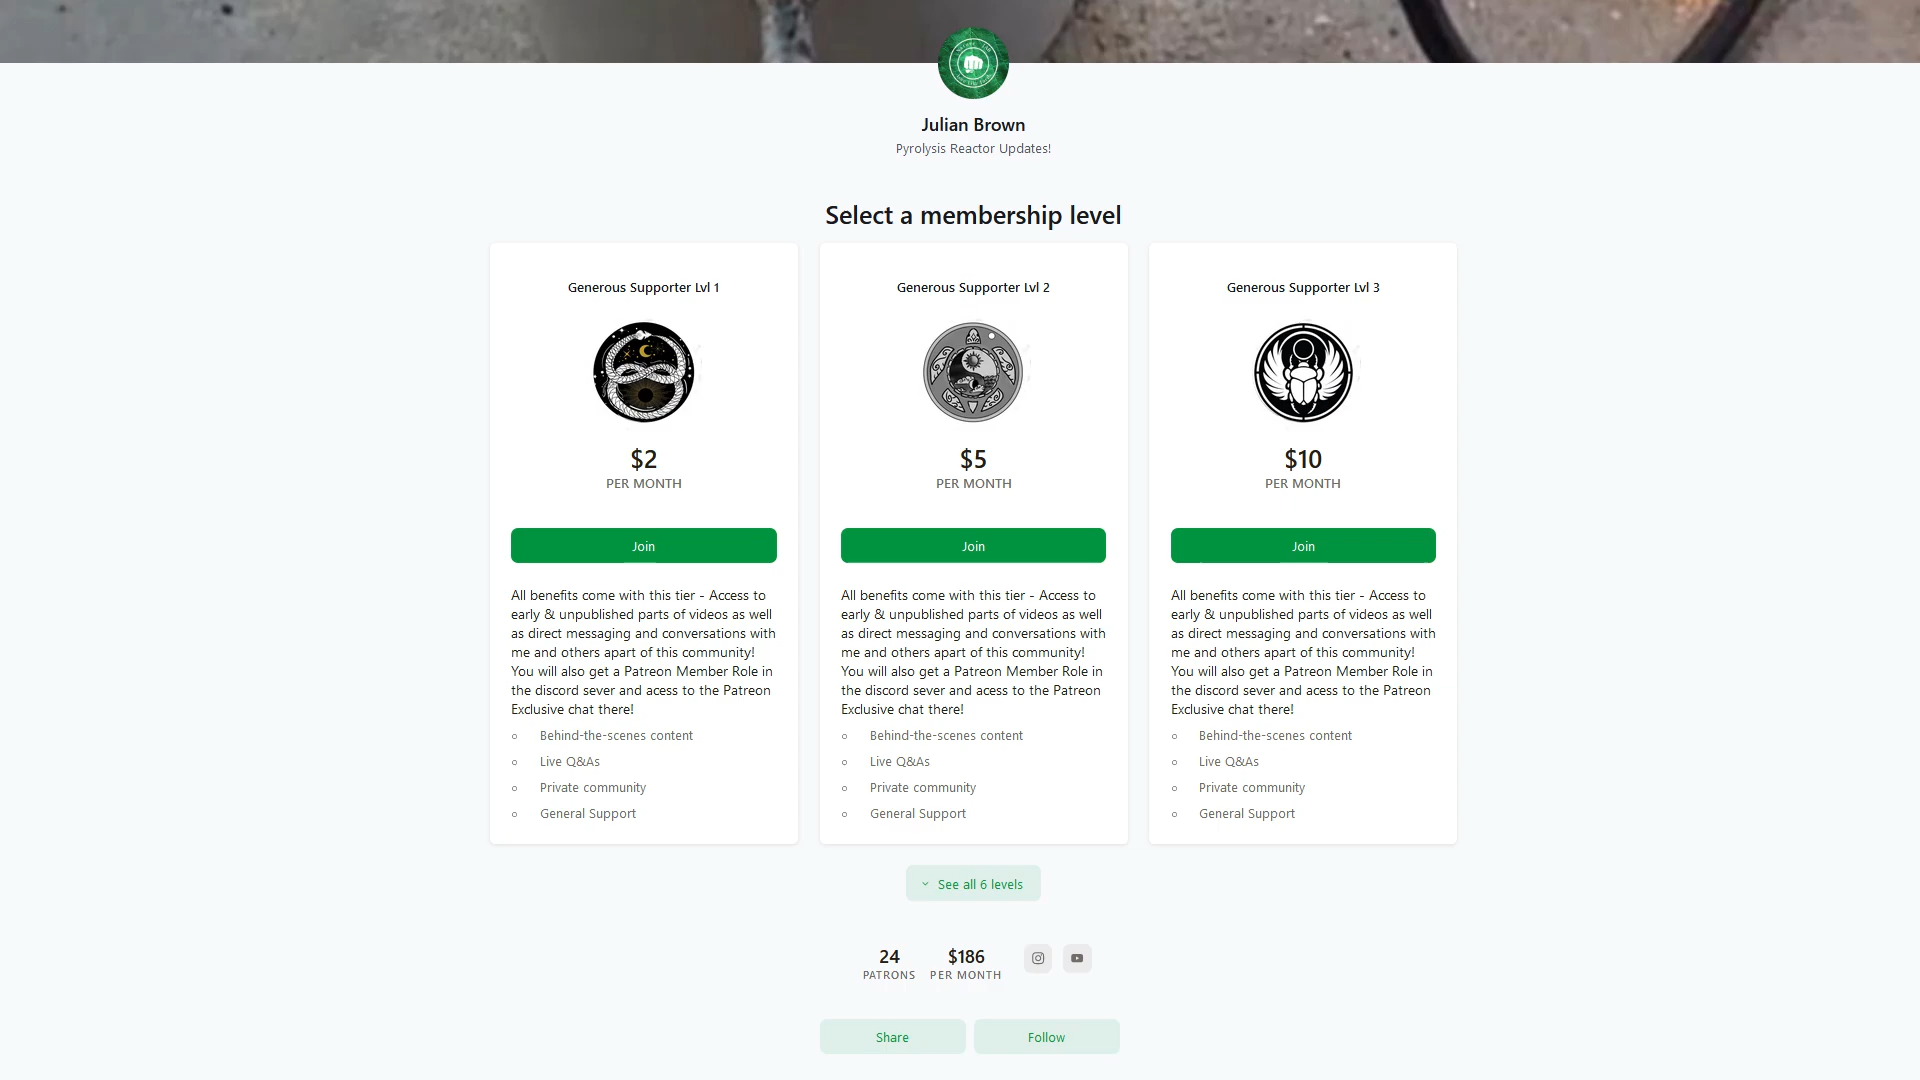 Julian Brown
Pyrolysis Reactor Updates!
Select a membership level
Generous Supporter Lvl 1
$2
PER MONTH
Join
All benefits come with this tier - Access to
early & unpublished parts of videos as well
as direct messaging and conversations with
me and others apart of this community!
You will also get a Patreon Member Role in
the discord sever and acess to the Patreon
Exclusive chat there!
Behind-the-scenes content
Live Q&As
Private community
General Support
Generous Supporter Lvl 2
$5
PER MONTH
Join
All benefits come with this tier - Access to
early & unpublished parts of videos as well
as direct messaging and conversations with
me and others apart of this community!
You will also get a Patreon Member Role in
the discord sever and acess to the Patreon
Exclusive chat there!
Behind-the-scenes content
Live Q&As
Private community
General Support
Generous Supporter Lvl 3
$10
PER MONTH
Join
All benefits come with this tier - Access to
early & unpublished parts of videos as well
as direct messaging and conversations with
me and others apart of this community!
You will also get a Patreon Member Role in
the discord sever and acess to the Patreon
Exclusive chat there!
Behind-the-scenes content
Live Q&As
Private community
General Support
See all 6 levels
24
PATRONS
$186
PER MONTH
Share
Follow